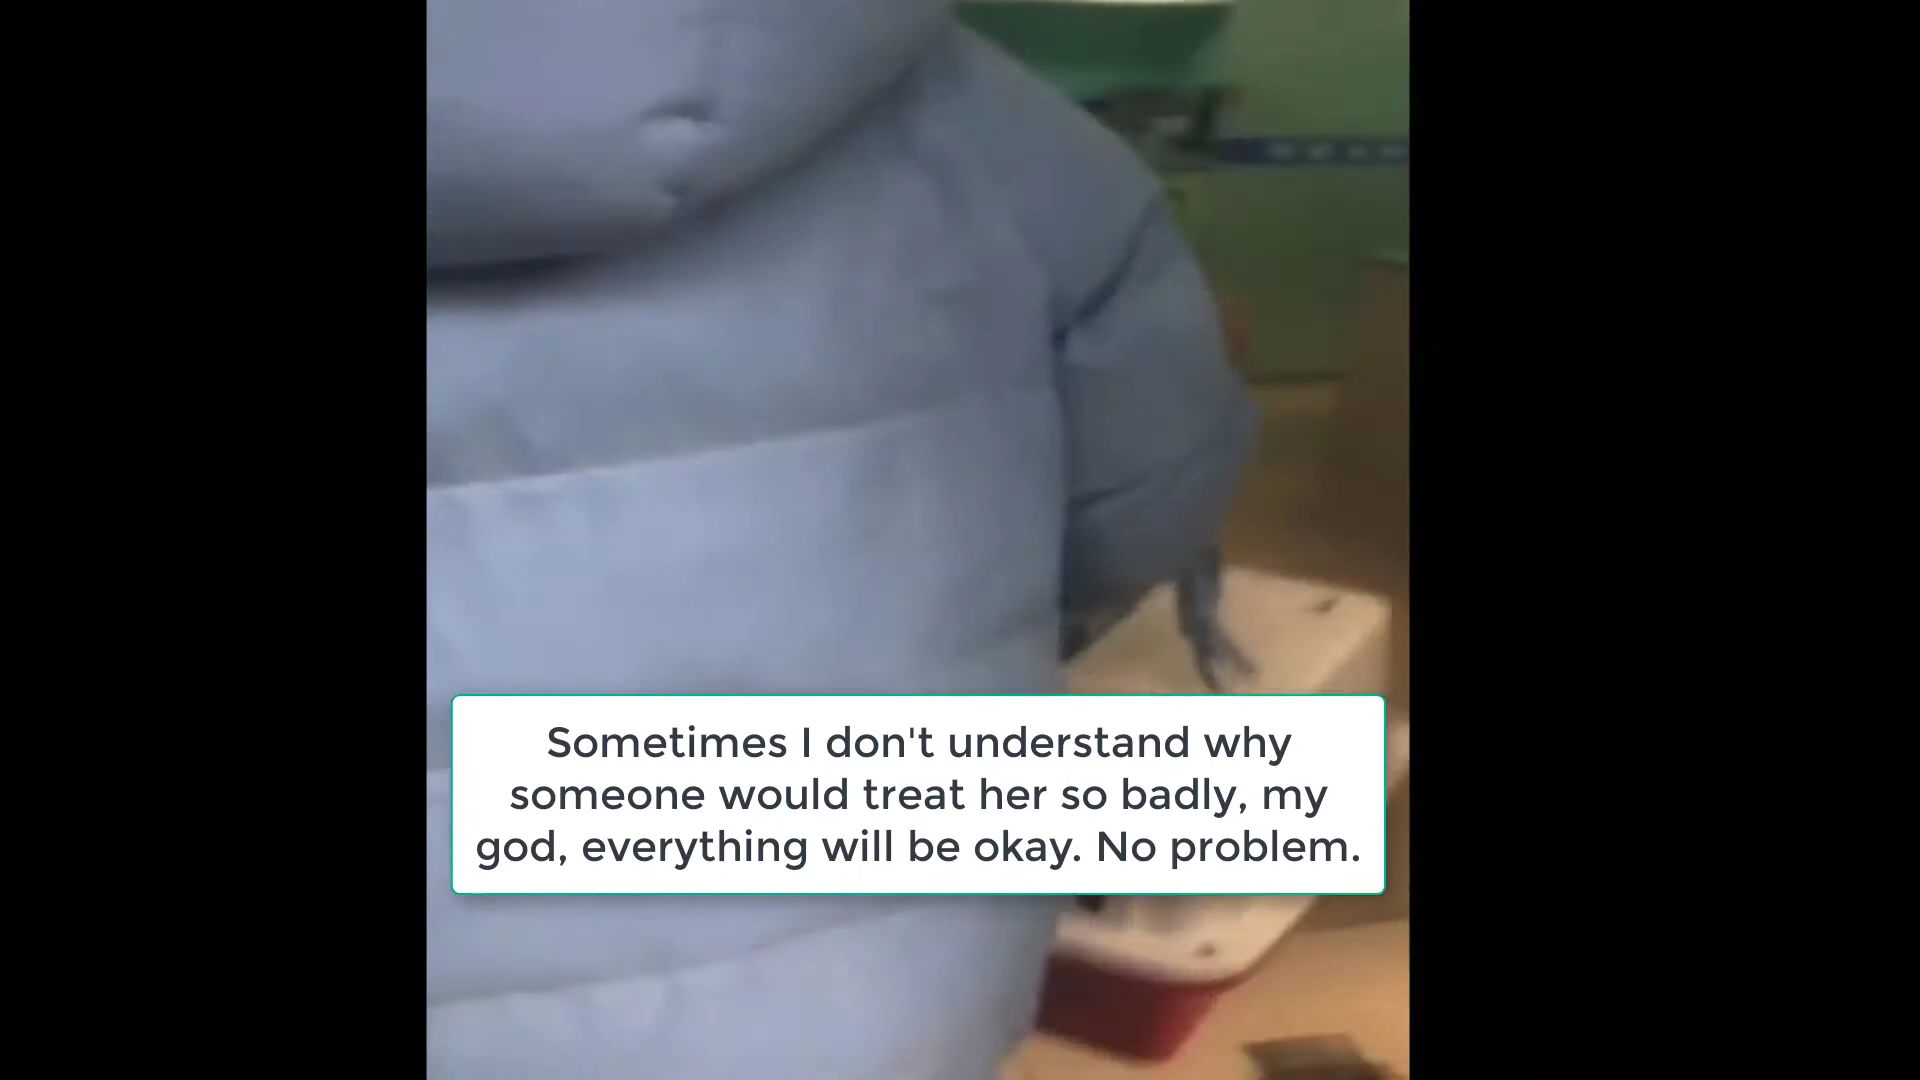 Sometimes I don't understand why
someone would treat her so badly, my
god, everything will be okay. No problem.